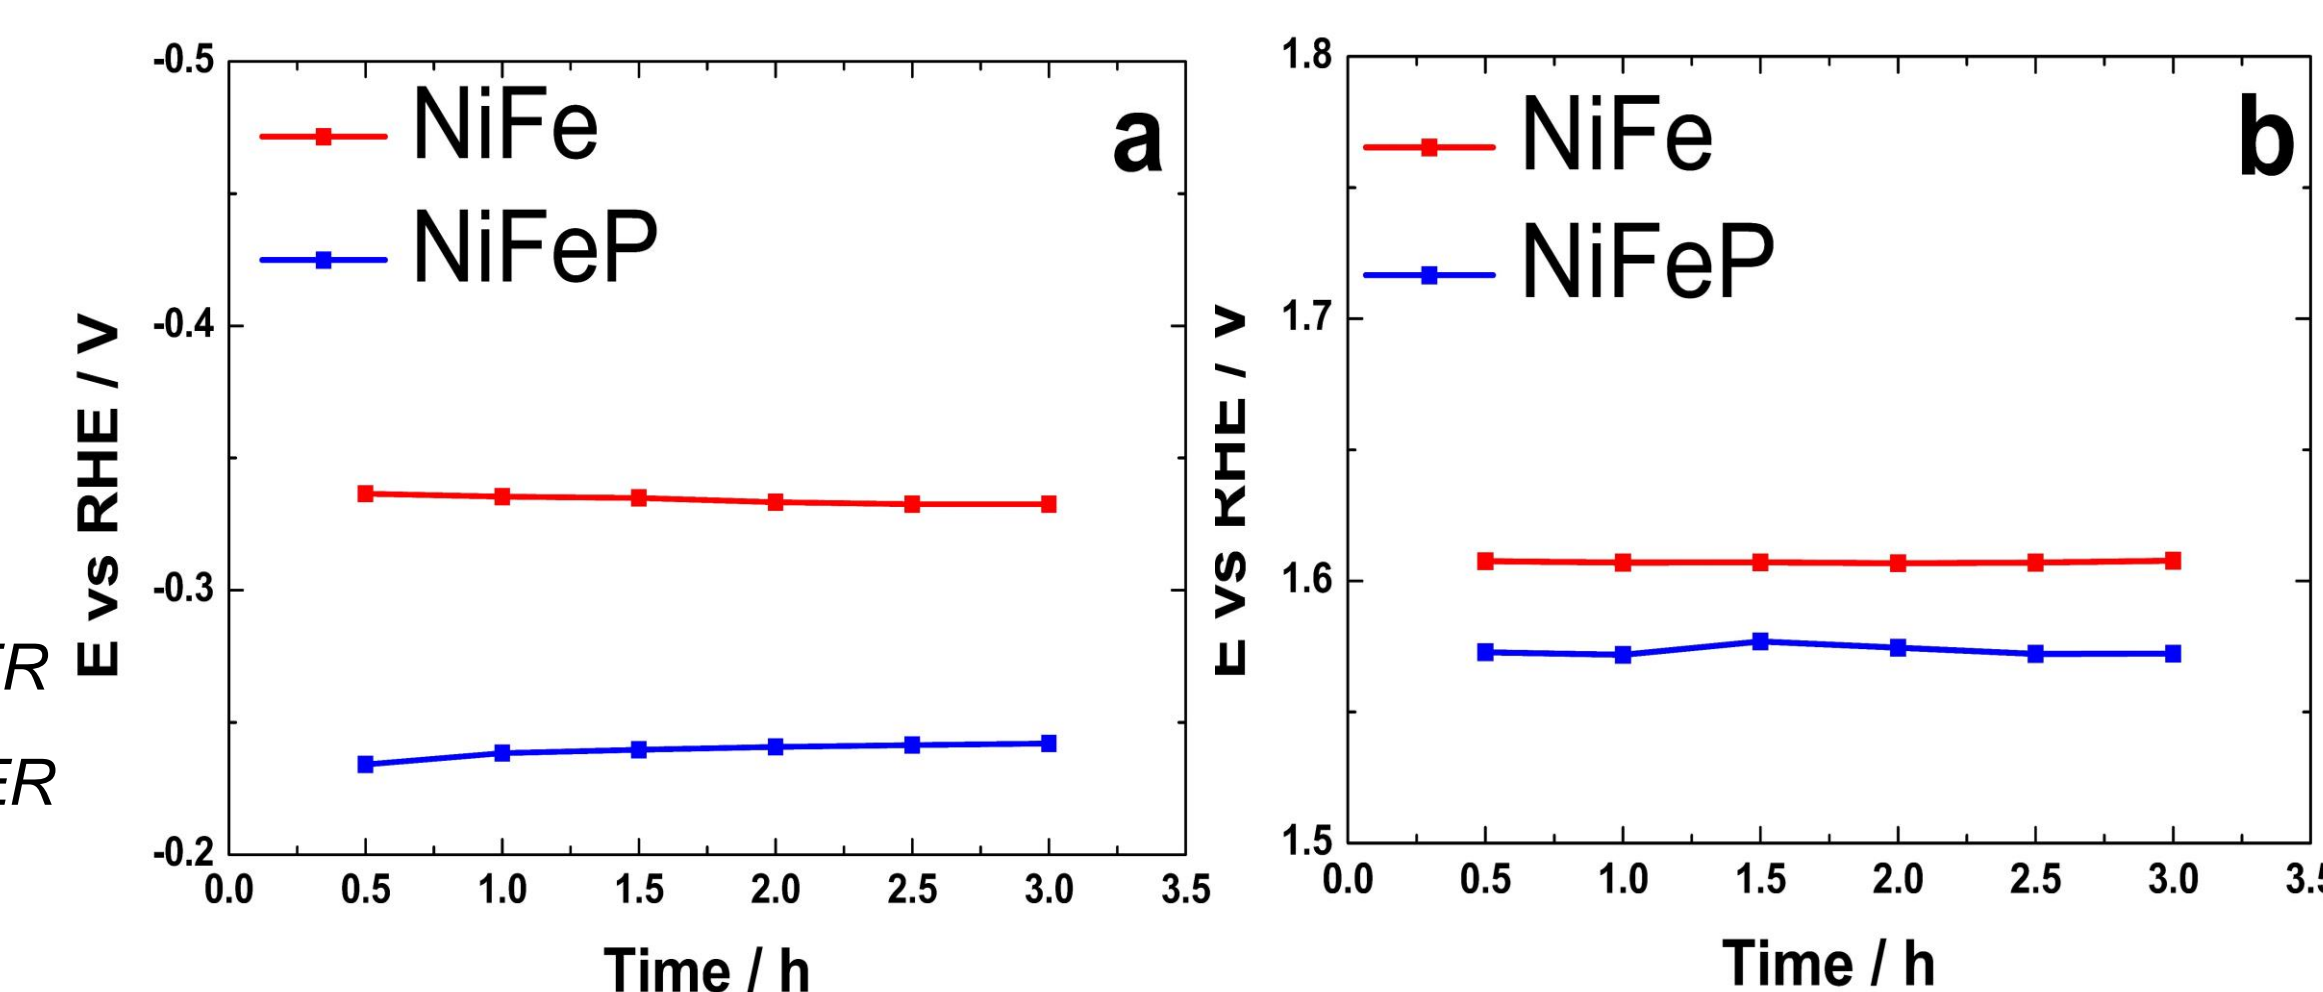 -0.5
-0.4
-0.3
-0.2
E vs RHE / V
NiFe
NiFeP
a
0.0 0.5 1.0 1.5 2.0 2.5 3.0 3.5
Time / h
1.8
1.7
1.6
1.5
E vs RHE / v
NiFe
NiFeP
b
0.0 0.5 1.0 1.5 2.0 2.5 3.0
Time / h